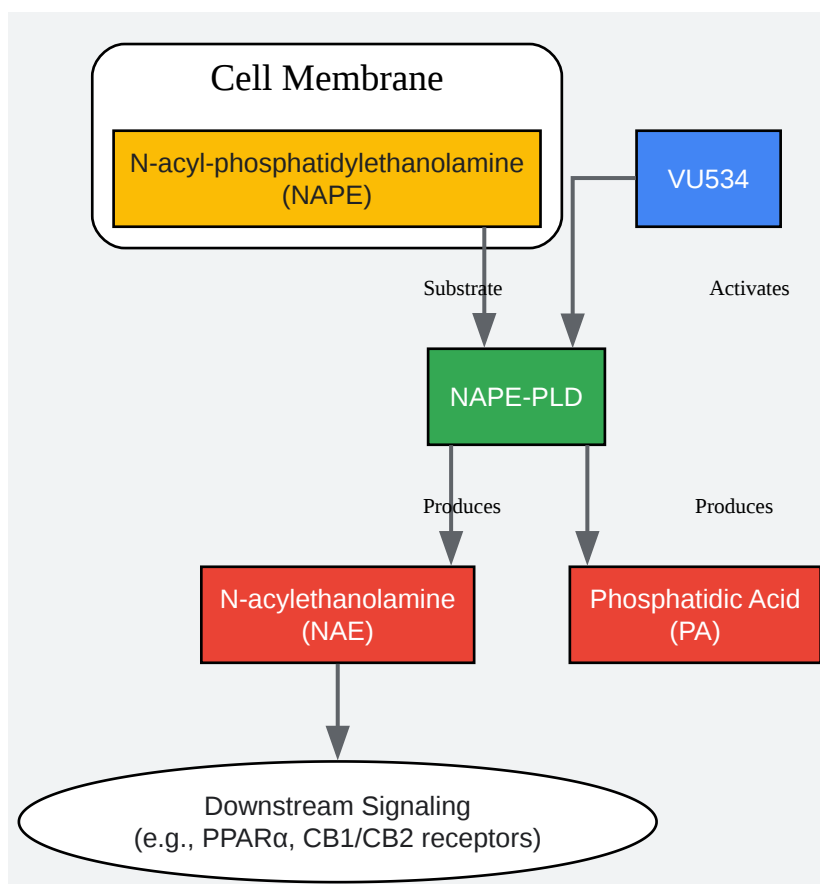 Cell Membrane
N-acyl-phosphatidylethanolamine
(NAPE)
VU534
Substrate
Activates
NAPE-PLD
Produces
Produces
N-acylethanolamine
(NAE)
Phosphatidic Acid
(PA)
Downstream Signaling
(e.g., PPARα, CB1/CB2 receptors)